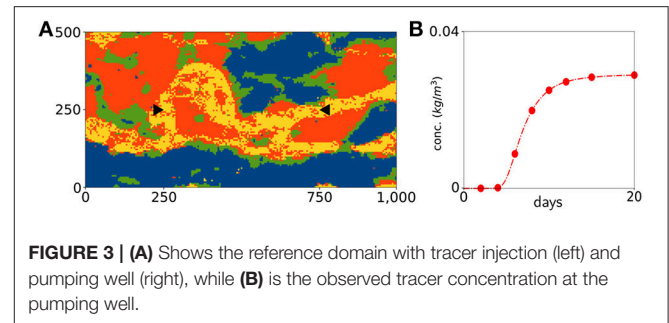 A
500
250
0
0
250
500
750
1,000
B
0.04
conc. (kg/m³)
0
0
days
20
FIGURE 3 | (A) Shows the reference domain with tracer injection (left) and
pumping well (right), while (B) is the observed tracer concentration at the
pumping well.